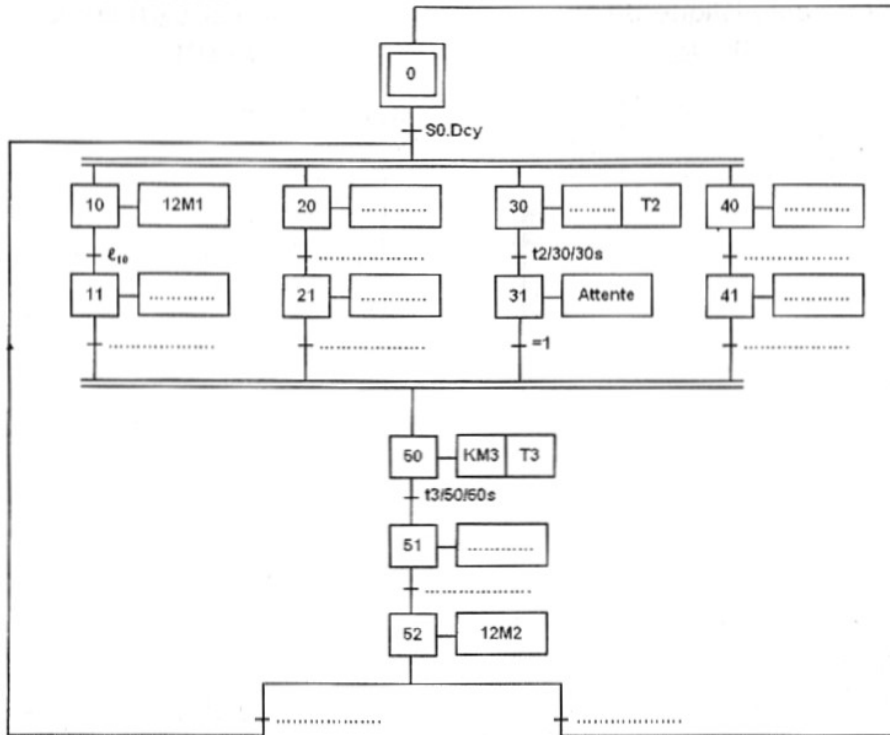 0
S0.Dcy
10 12M1 20 ............ 30 ......... T2 40 ............
ℓ₁₀ .................... t2/30/30s ....................
11 ............ 21 ............ 31 Attente 41 ............
.................... .................... =1 ....................
50 KM3 T3
t3/50/60s
51 ............
....................
52 12M2
.................... ....................